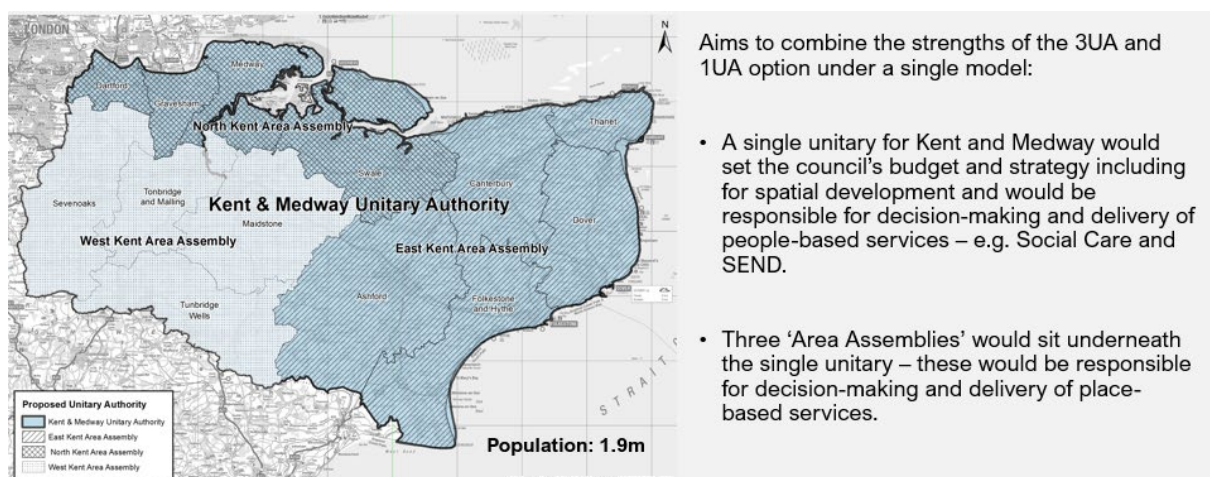 LONDON
N
Medway
Dartford
Gravesham
North Kent Area Assembly
Thanet
Swale
Canterbury
Sevenoaks
Tonbridge
and Malling
Kent & Medway Unitary Authority
Maidstone
Dover
West Kent Area Assembly
East Kent Area Assembly
Ashford
Folkestone
and Hythe
Tunbridge
Wells
STRAIT
Proposed Unitary Authority
Kent & Medway Unitary Authority
East Kent Area Assembly
North Kent Area Assembly
West Kent Area Assembly
Population: 1.9m
Aims to combine the strengths of the 3UA and
1UA option under a single model:
• A single unitary for Kent and Medway would
set the council's budget and strategy including
for spatial development and would be
responsible for decision-making and delivery of
people-based services – e.g. Social Care and
SEND.
• Three ‘Area Assemblies’ would sit underneath
the single unitary – these would be responsible
for decision-making and delivery of place-
based services.